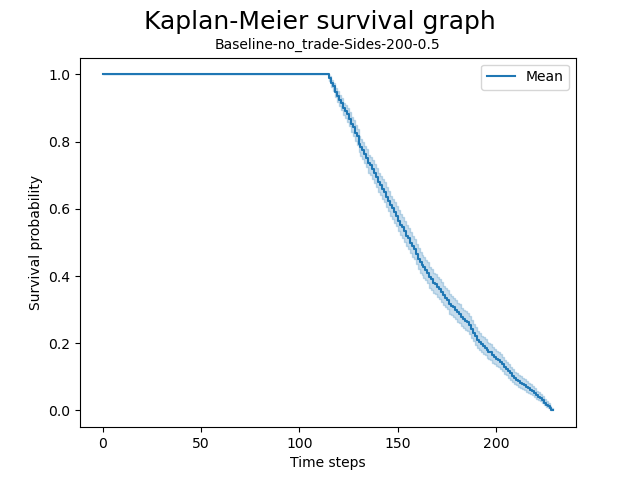 Kaplan-Meier survival graph
Baseline-no_trade-Sides-200-0.5
Mean
1.0
0.8
0.6
0.4
0.2
0.0
Survival probability
0 50 100 150 200
Time steps